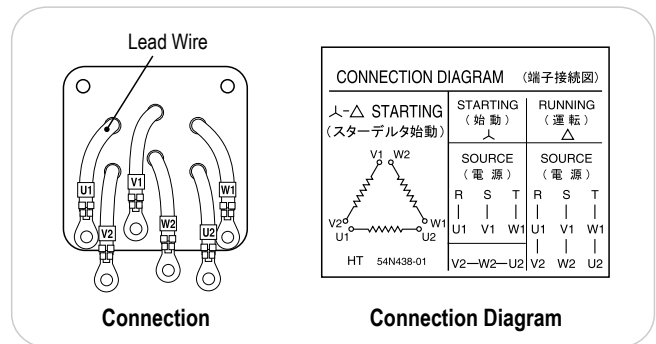 Lead Wire
U1
V1
W1
V2
W2
U2
Connection
CONNECTION DIAGRAM (端子接続図)
人-△ STARTING
(スターデルタ始動)
V1 W2
V2 W1
U1 U2
HT 54N438-01
STARTING
(始動)
人
RUNNING
(運転)
△
SOURCE
(電源)
R S T
U1 V1 W1
V2—W2—U2
SOURCE
(電源)
R S T
U1 V1 W1
V2 W2 U2
Connection Diagram